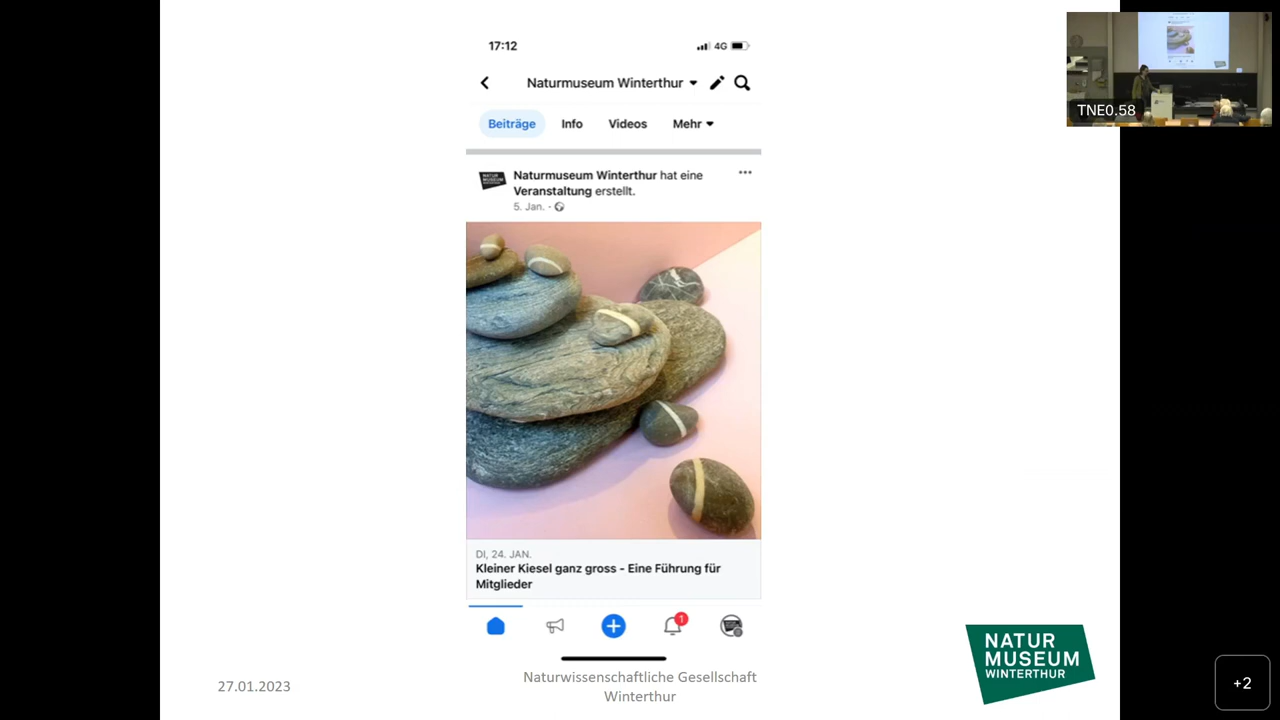 17:12
4G
Naturmuseum Winterthur
Beiträge Info Videos Mehr
NATUR
MUSEUM
Naturmuseum Winterthur hat eine
Veranstaltung erstellt.
5. Jan. ·
DI, 24. JAN.
Kleiner Kiesel ganz gross - Eine Führung für
Mitglieder
1
27.01.2023
Naturwissenschaftliche Gesellschaft
Winterthur
NATUR
MUSEUM
WINTERTHUR
TNE0.58
+2